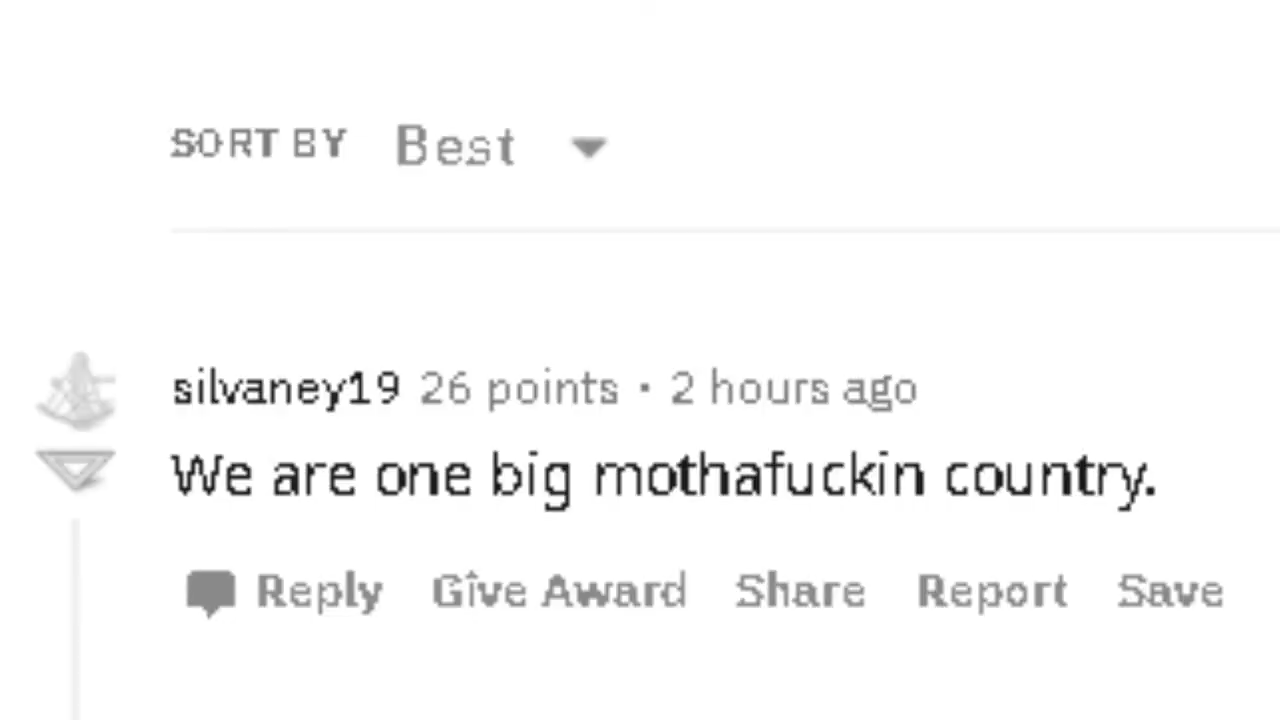 SORT BY Best
silvaney19 26 points · 2 hours ago
We are one big mothafuckin country.
Reply Give Award Share Report Save